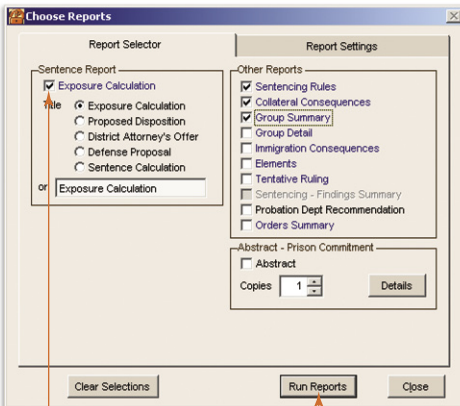 Choose Reports
Report Selector
Report Settings
Sentence Report
Exposure Calculation
Title
Exposure Calculation
Proposed Disposition
District Attorney's Offer
Defense Proposal
Sentence Calculation
or
Exposure Calculation
Other Reports
Sentencing Rules
Collateral Consequences
Group Summary
Group Detail
Immigration Consequences
Elements
Tentative Ruling
Sentencing - Findings Summary
Probation Dept Recommendation
Orders Summary
Abstract - Prison Commitment
Abstract
Copies 1
Details
Clear Selections
Run Reports
Close